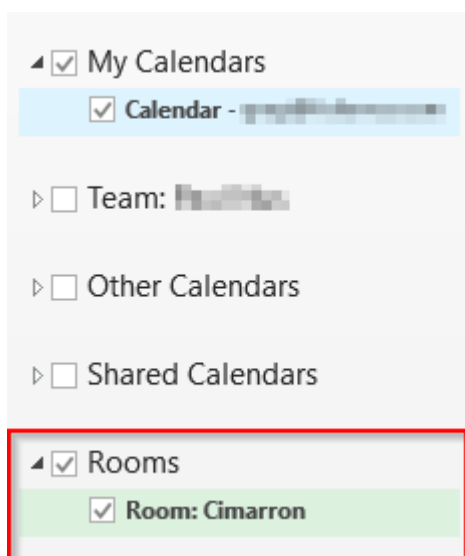 My Calendars
Calendar -
Team:
Other Calendars
Shared Calendars
Rooms
Room: Cimarron